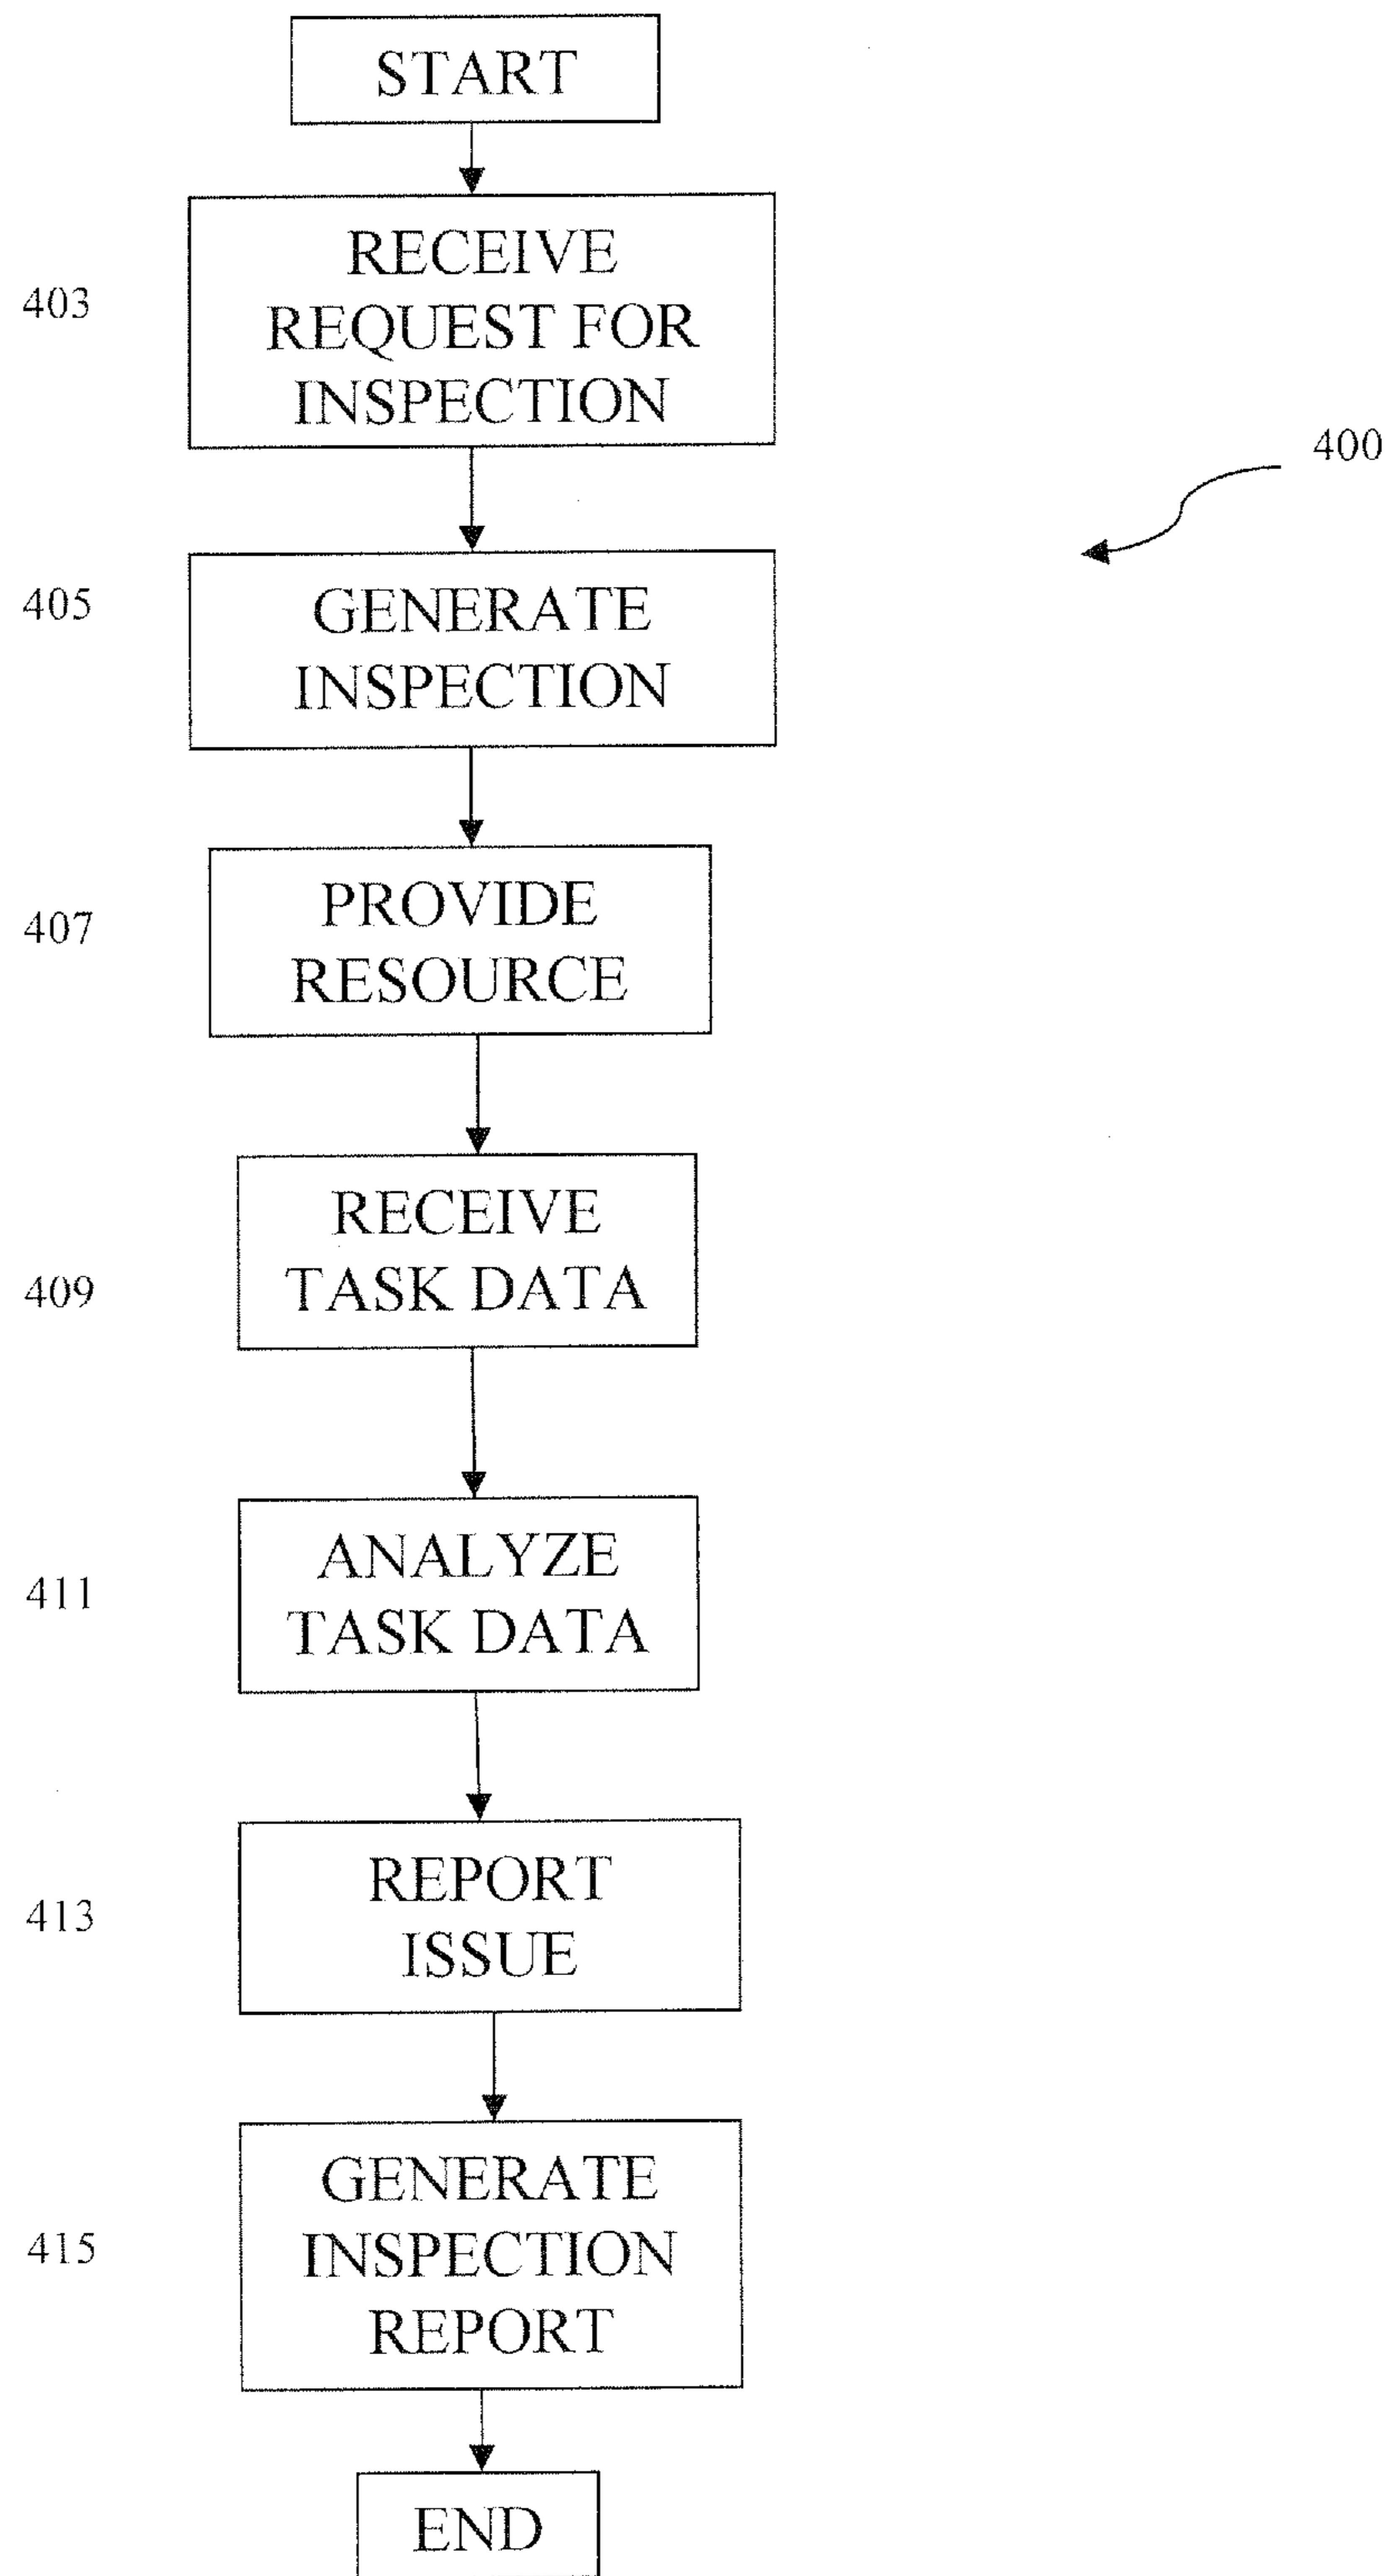 START
403
RECEIVE
REQUEST FOR
INSPECTION
400
405
GENERATE
INSPECTION
407
PROVIDE
RESOURCE
409
RECEIVE
TASK DATA
411
ANALYZE
TASK DATA
413
REPORT
ISSUE
415
GENERATE
INSPECTION
REPORT
END